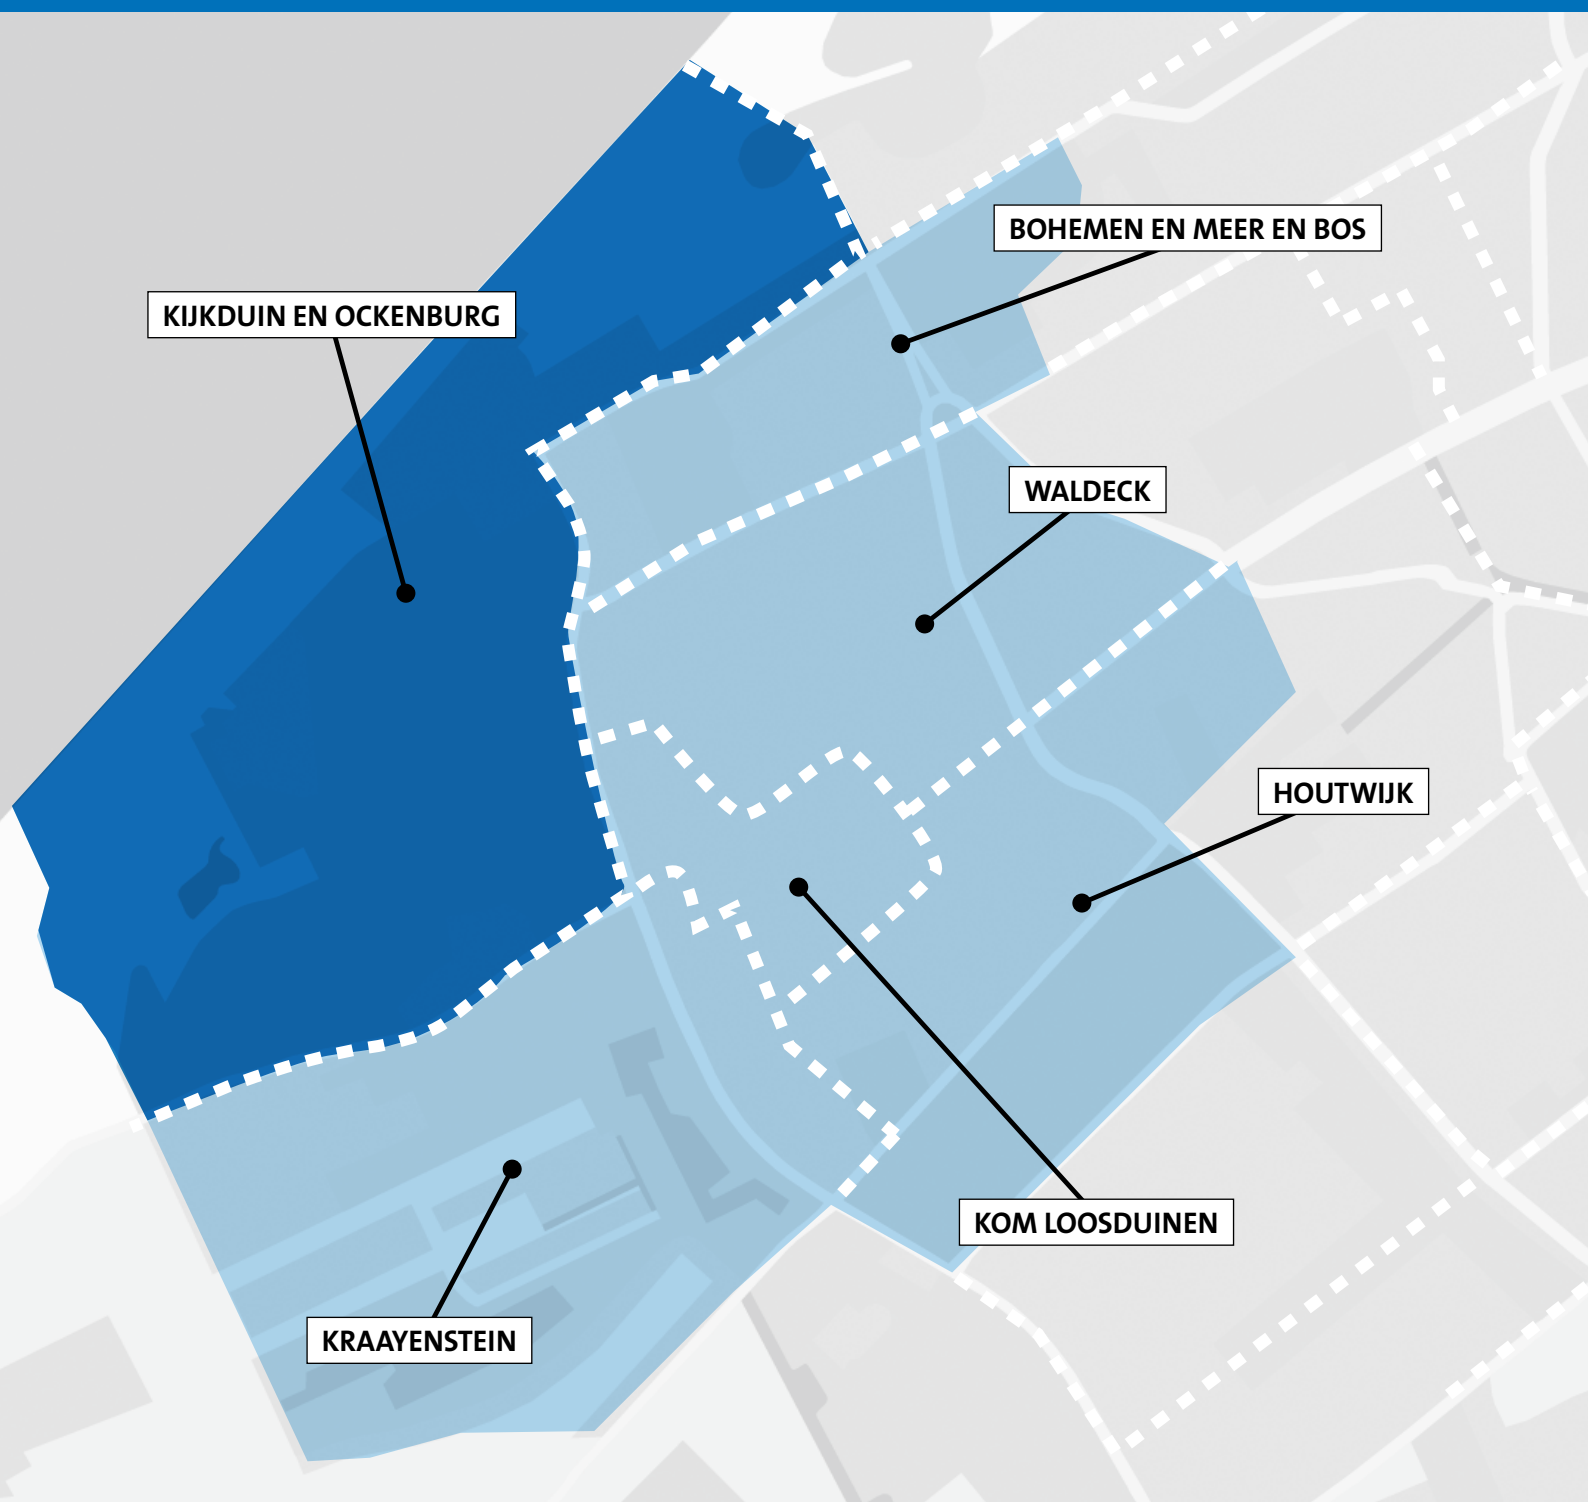 BOHEMEN EN MEER EN BOS
KIJKDUIN EN OCKENBURG
WALDECK
HOUTWIJK
KOM LOOSDUINEN
KRAAYENSTEIN